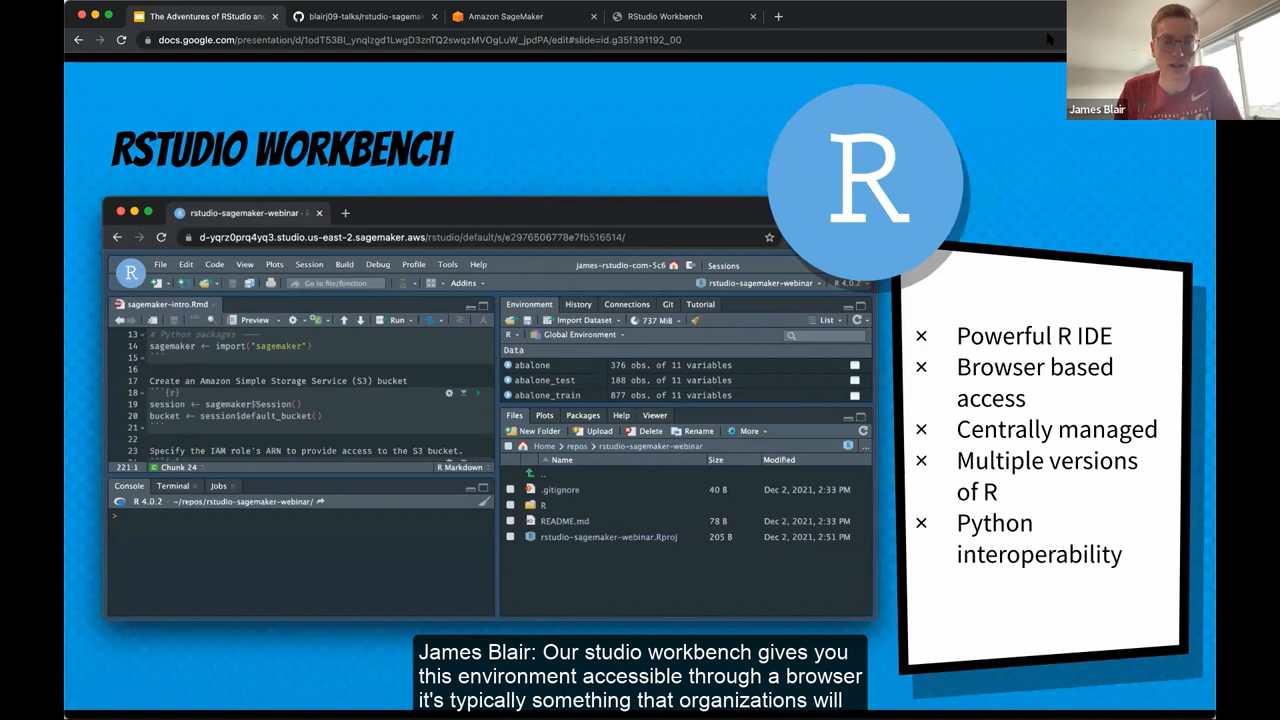 The Adventures of RStudio and
blairj09-talks/rstudio-sagemak
Amazon SageMaker
RStudio Workbench
docs.google.com/presentation/d/1odT53BI_ynqIzgd1LwgD3znTQ2swqzMVOgLuW_jpdPA/edit#slide=id.g35f391192_00
James Blair
RSTUDIO WORKBENCH
R
rstudio-sagemaker-webinar - R
d-yqrz0prq4yq3.studio.us-east-2.sagemaker.aws/rstudio/default/s/e2976506778e7fb516514/
R
File Edit Code View Plots Session Build Debug Profile Tools Help
james-rstudio-com-5c6 Sessions
Go to file/function Addins
rstudio-sagemaker-webinar R 4.0.2
sagemaker-intro.Rmd
Preview Run
13 # Python packages ----
14 sagemaker <- import("sagemaker")
15 ```
16
17 Create an Amazon Simple Storage Service (S3) bucket
18 ```{r}
19 session <- sagemaker$Session()
20 bucket <- session$default_bucket()
21 ```
22
23 Specify the IAM role's ARN to provide access to the S3 bucket.
221:1 Chunk 24 R Markdown
Console Terminal Jobs
R 4.0.2 · ~/repos/rstudio-sagemaker-webinar/
>
Environment History Connections Git Tutorial
Import Dataset 737 MiB List
R Global Environment
Data
abalone 376 obs. of 11 variables
abalone_test 188 obs. of 11 variables
abalone_train 877 obs. of 11 variables
Files Plots Packages Help Viewer
New Folder Upload Delete Rename More
Home repos rstudio-sagemaker-webinar
Name Size Modified
..
.gitignore 40 B Dec 2, 2021, 2:33 PM
R
README.md 78 B Dec 2, 2021, 2:33 PM
rstudio-sagemaker-webinar.Rproj 205 B Dec 2, 2021, 2:51 PM
× Powerful R IDE
× Browser based
access
× Centrally managed
× Multiple versions
of R
× Python
interoperability
James Blair: Our studio workbench gives you
this environment accessible through a browser
it's typically something that organizations will